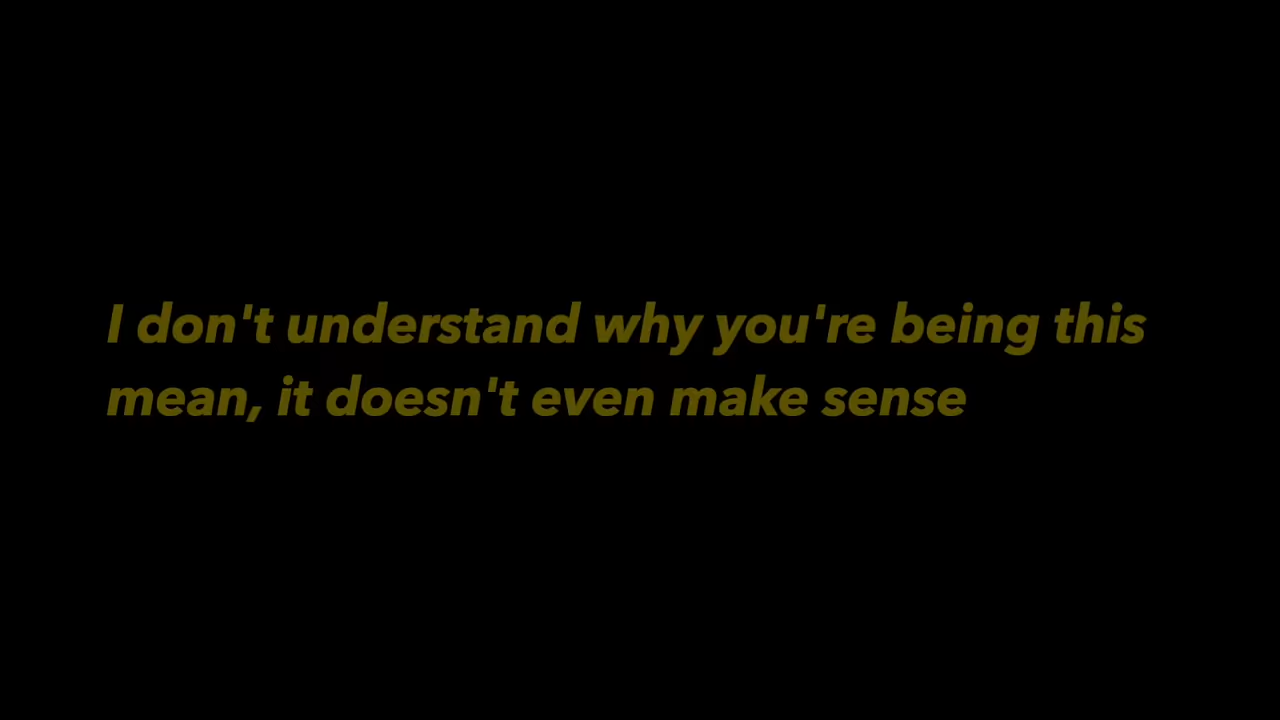 I don't understand why you're being this
mean, it doesn't even make sense